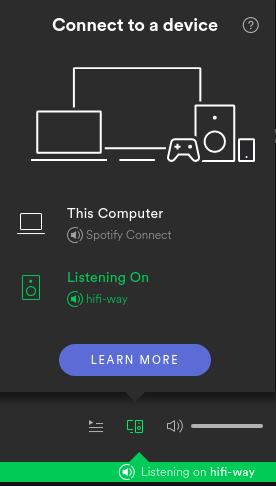 Connect to a device
?
This Computer
Spotify Connect
Listening On
hifi-way
LEARN MORE
Listening on hifi-way